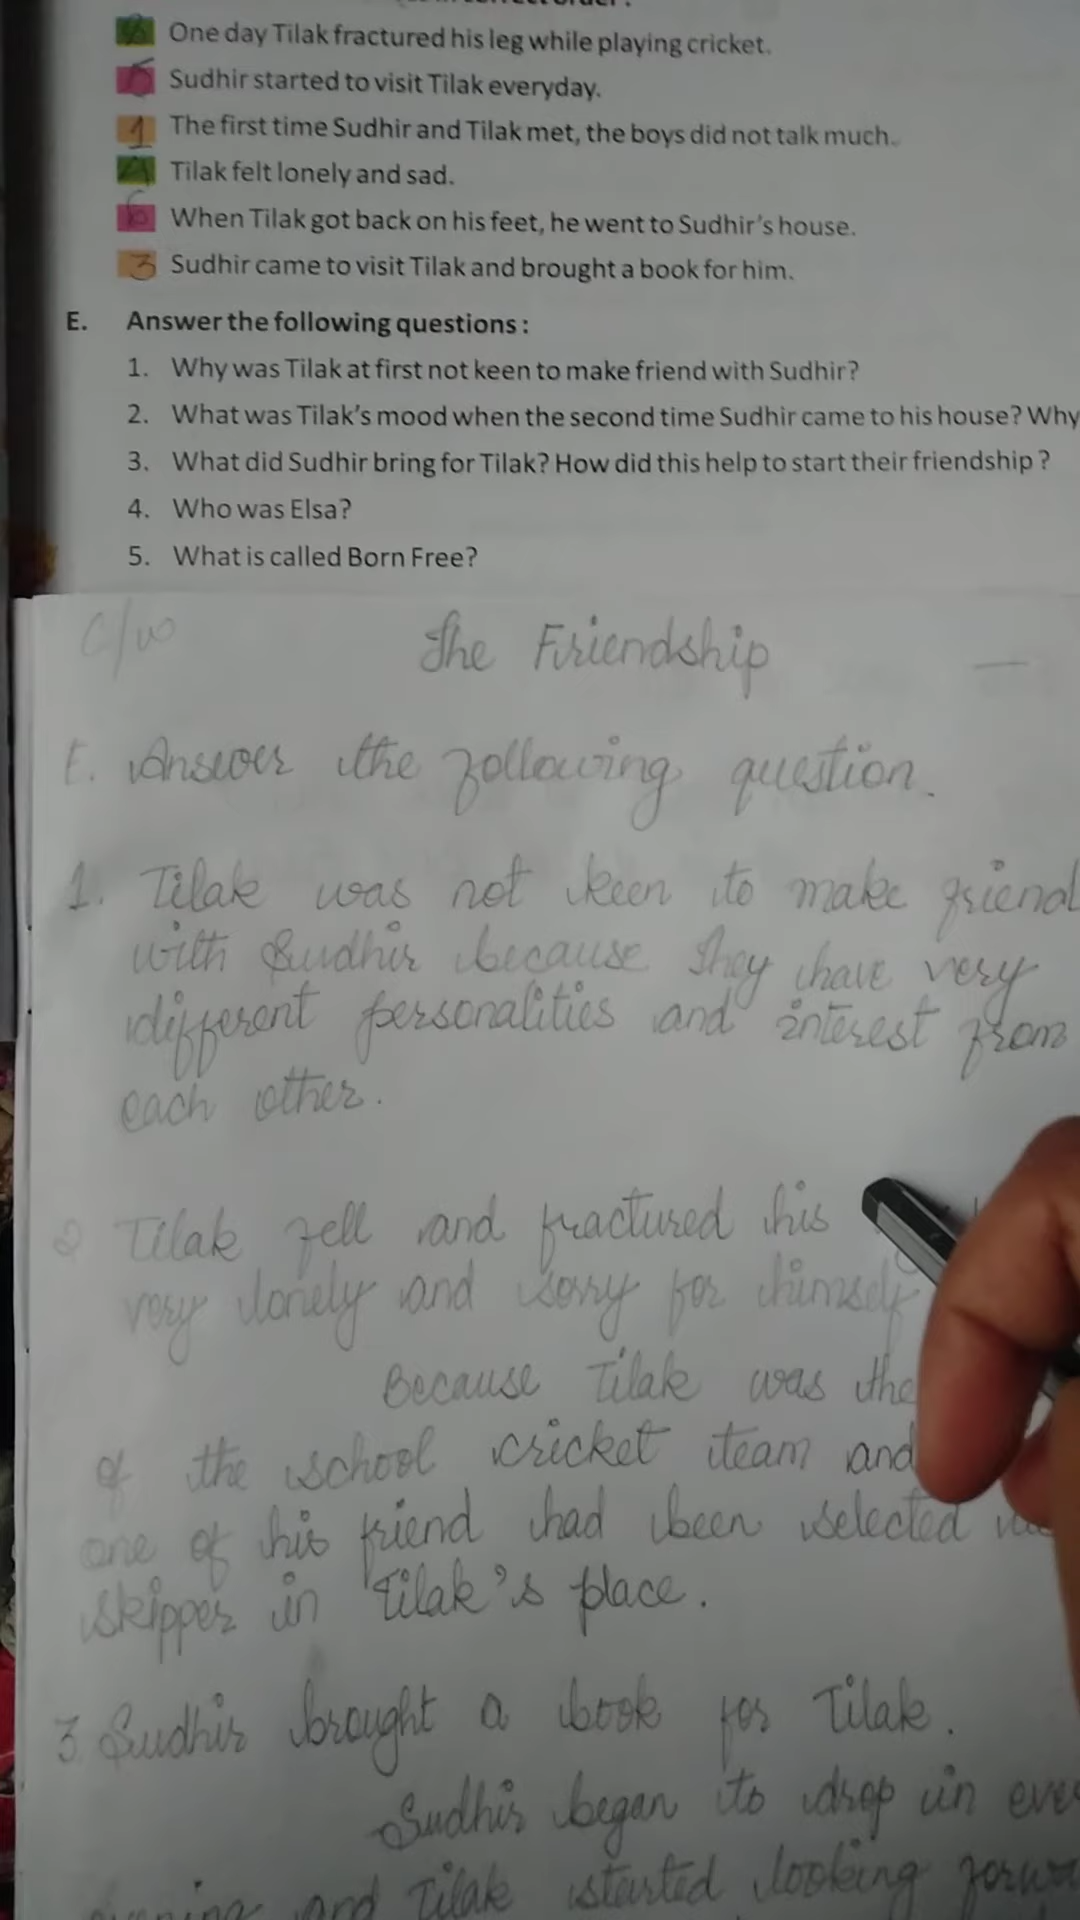 in correct order :
One day Tilak fractured his leg while playing cricket.
5 Sudhir started to visit Tilak everyday.
1 The first time Sudhir and Tilak met, the boys did not talk much.
4 Tilak felt lonely and sad.
6 When Tilak got back on his feet, he went to Sudhir's house.
3 Sudhir came to visit Tilak and brought a book for him.
E. Answer the following questions :
1. Why was Tilak at first not keen to make friend with Sudhir?
2. What was Tilak's mood when the second time Sudhir came to his house? Why
3. What did Sudhir bring for Tilak? How did this help to start their friendship ?
4. Who was Elsa?
5. What is called Born Free?
C/w The Friendship
E. Answer the following question.
1. Tilak was not keen to make friend
with Sudhir because they have very
different personalities and interest from
each other.
2 Tilak fell and fractured his
very lonely and sorry for himself
Because Tilak was the
of the school cricket team and
one of his friend had been selected
skipper in Tilak's place.
3. Sudhir brought a book for Tilak.
Sudhir began to drop in eve
and Tilak started looking forwa